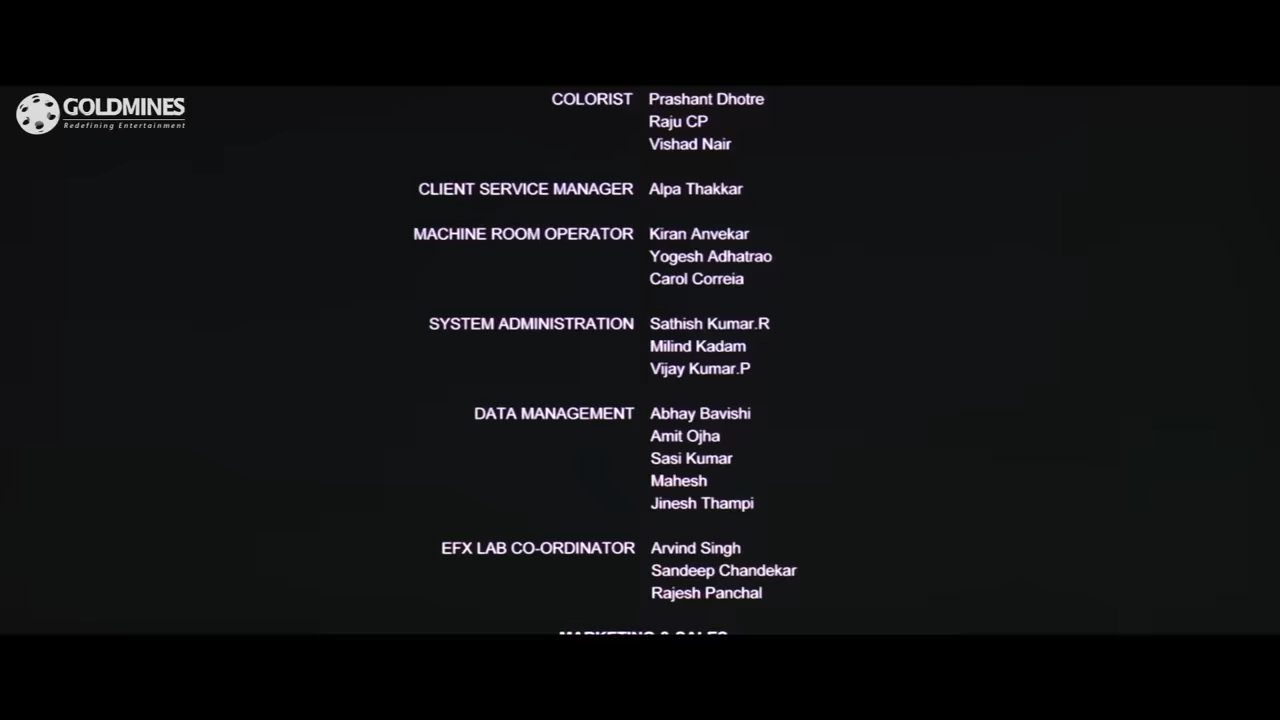 GOLDMINES
Redefining Entertainment
COLORIST Prashant Dhotre
Raju CP
Vishad Nair
CLIENT SERVICE MANAGER Alpa Thakkar
MACHINE ROOM OPERATOR Kiran Anvekar
Yogesh Adhatrao
Carol Correia
SYSTEM ADMINISTRATION Sathish Kumar.R
Milind Kadam
Vijay Kumar.P
DATA MANAGEMENT Abhay Bavishi
Amit Ojha
Sasi Kumar
Mahesh
Jinesh Thampi
EFX LAB CO-ORDINATOR Arvind Singh
Sandeep Chandekar
Rajesh Panchal
MARKETING & SALES